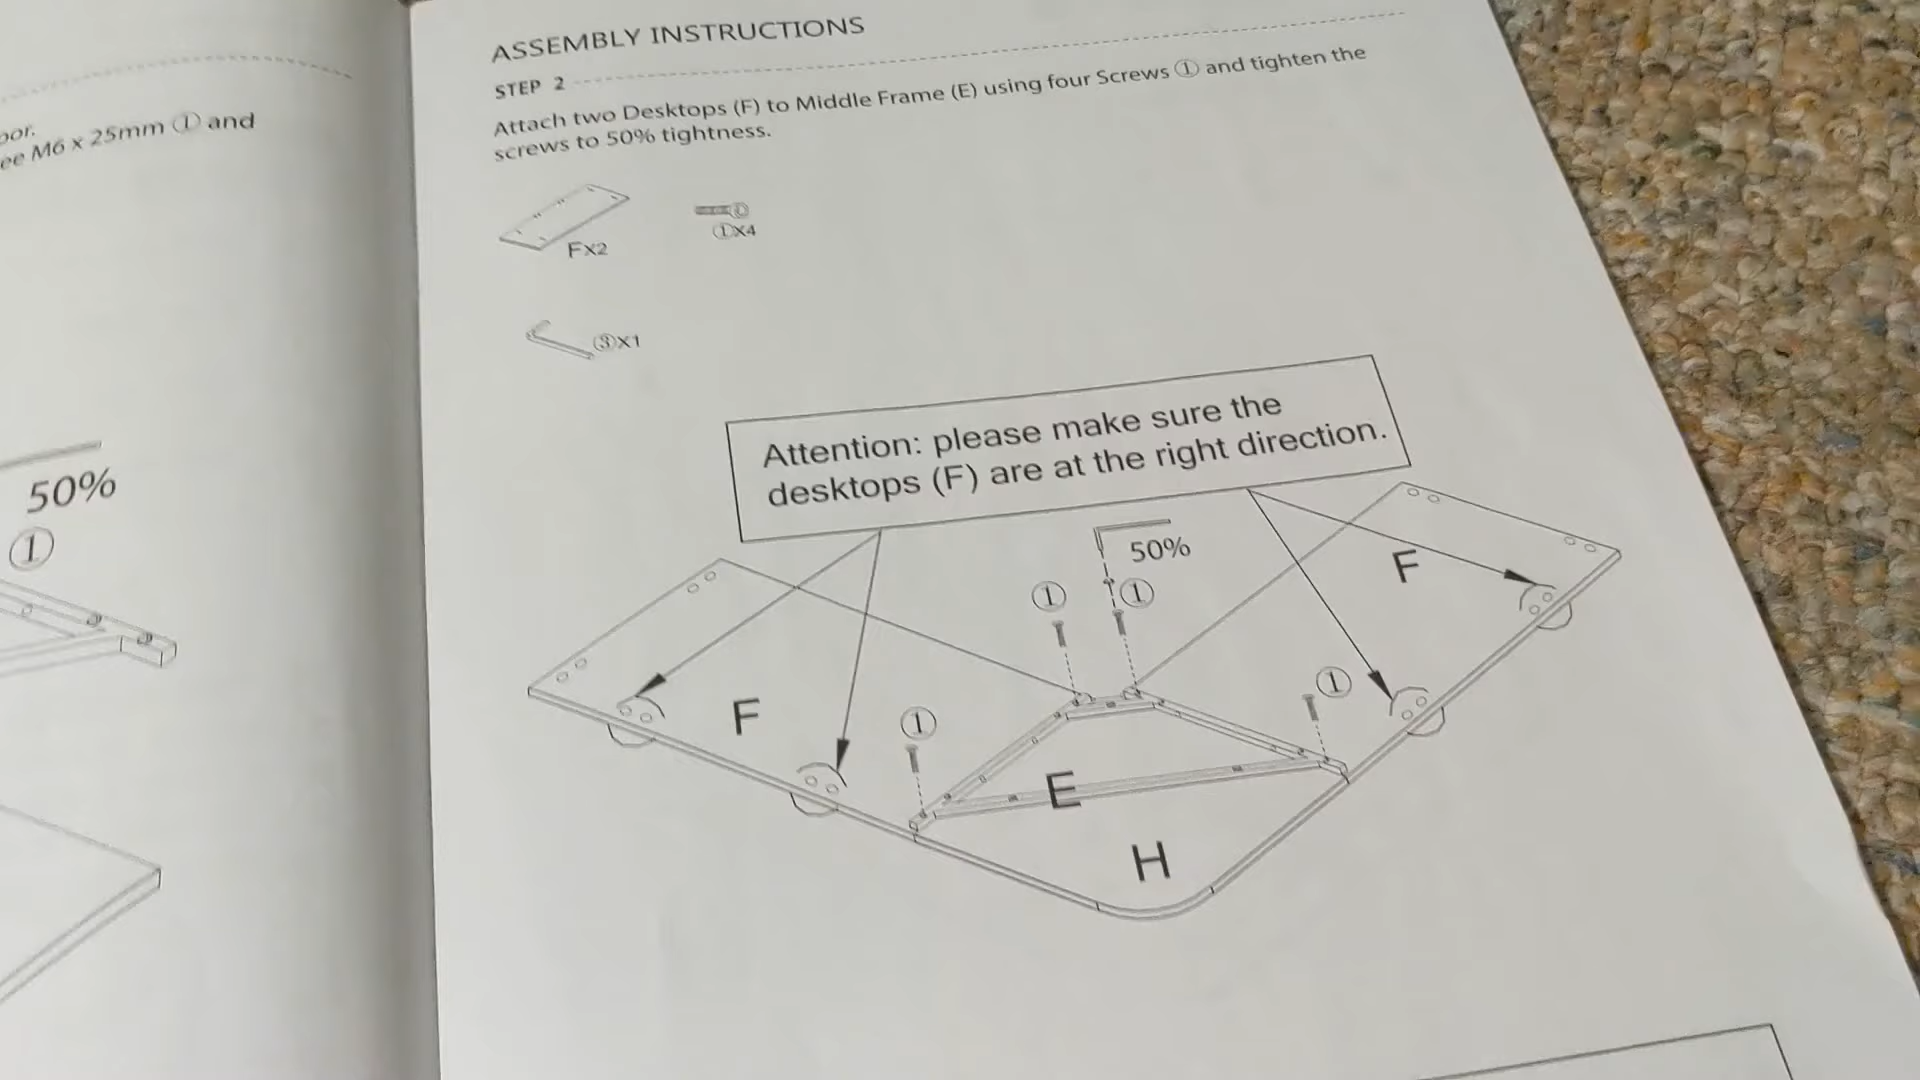 oor.
ee M6 x 25mm ① and
50%
①
ASSEMBLY INSTRUCTIONS
STEP 2
Attach two Desktops (F) to Middle Frame (E) using four Screws ① and tighten the
screws to 50% tightness.
Fx2
①X4
③X1
Attention: please make sure the
desktops (F) are at the right direction.
50%
①
①
F
①
F
①
E
H